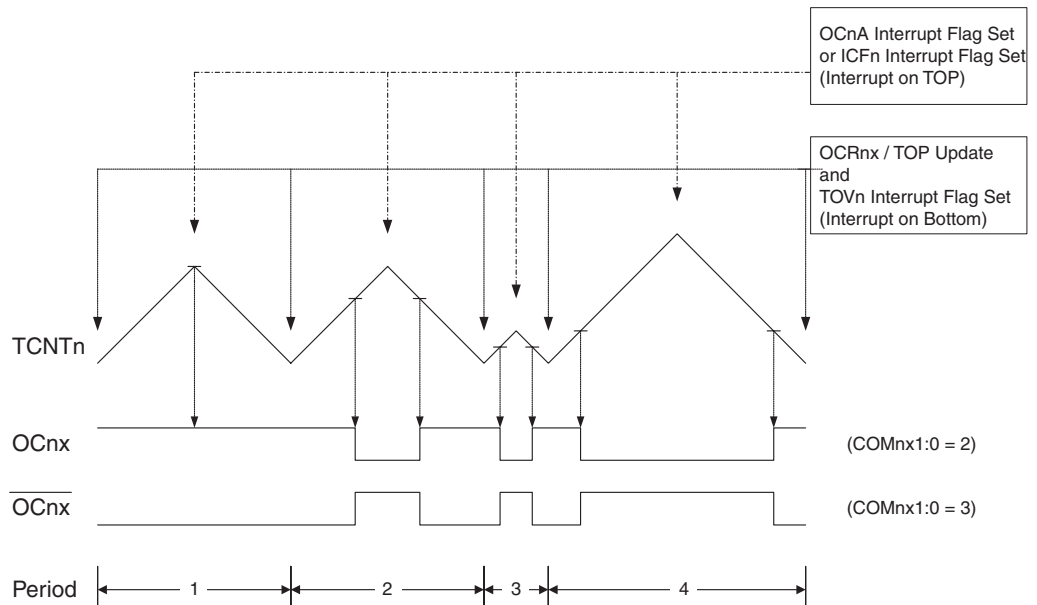 OCnA Interrupt Flag Set
or ICFn Interrupt Flag Set
(Interrupt on TOP)
OCRnx / TOP Update
and
TOVn Interrupt Flag Set
(Interrupt on Bottom)
TCNTn
OCnx
(COMnx1:0 = 2)
OCnx
(COMnx1:0 = 3)
Period
1
2
3
4